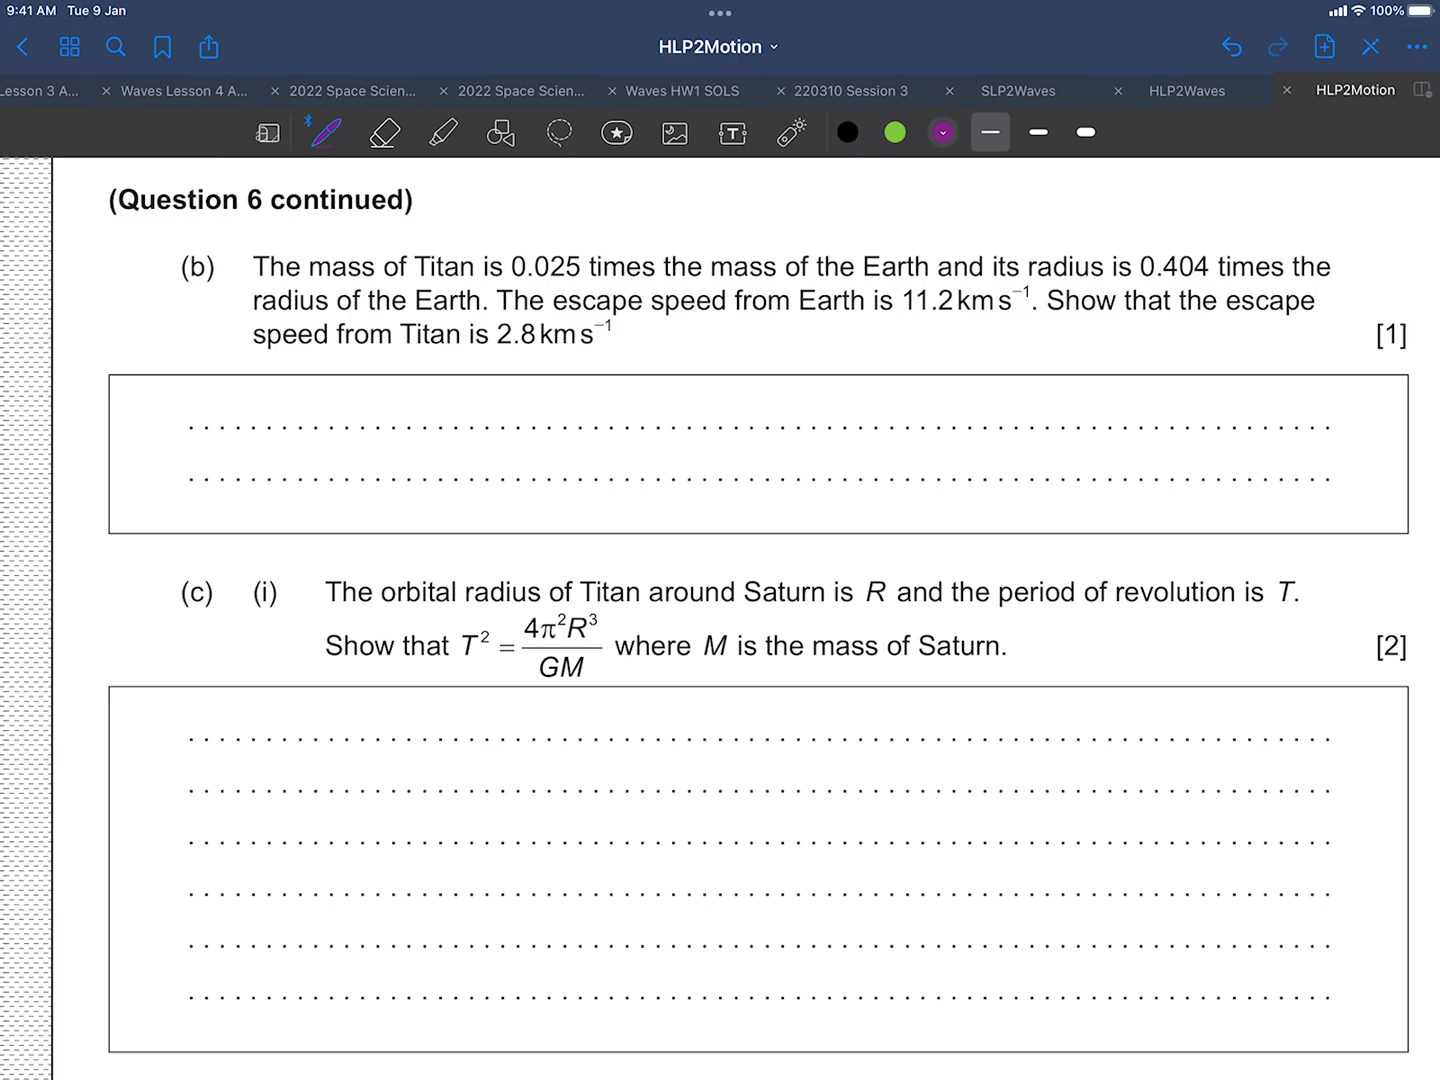 9:41 AM Tue 9 Jan
100%
HLP2Motion
Lesson 3 A...
Waves Lesson 4 A...
2022 Space Scien...
2022 Space Scien...
Waves HW1 SOLS
220310 Session 3
SLP2Waves
HLP2Waves
HLP2Motion
(Question 6 continued)
(b) The mass of Titan is 0.025 times the mass of the Earth and its radius is 0.404 times the
radius of the Earth. The escape speed from Earth is 11.2 km s⁻¹. Show that the escape
speed from Titan is 2.8 km s⁻¹ [1]
(c) (i) The orbital radius of Titan around Saturn is R and the period of revolution is T.
Show that T² = 4π²R³/GM where M is the mass of Saturn. [2]